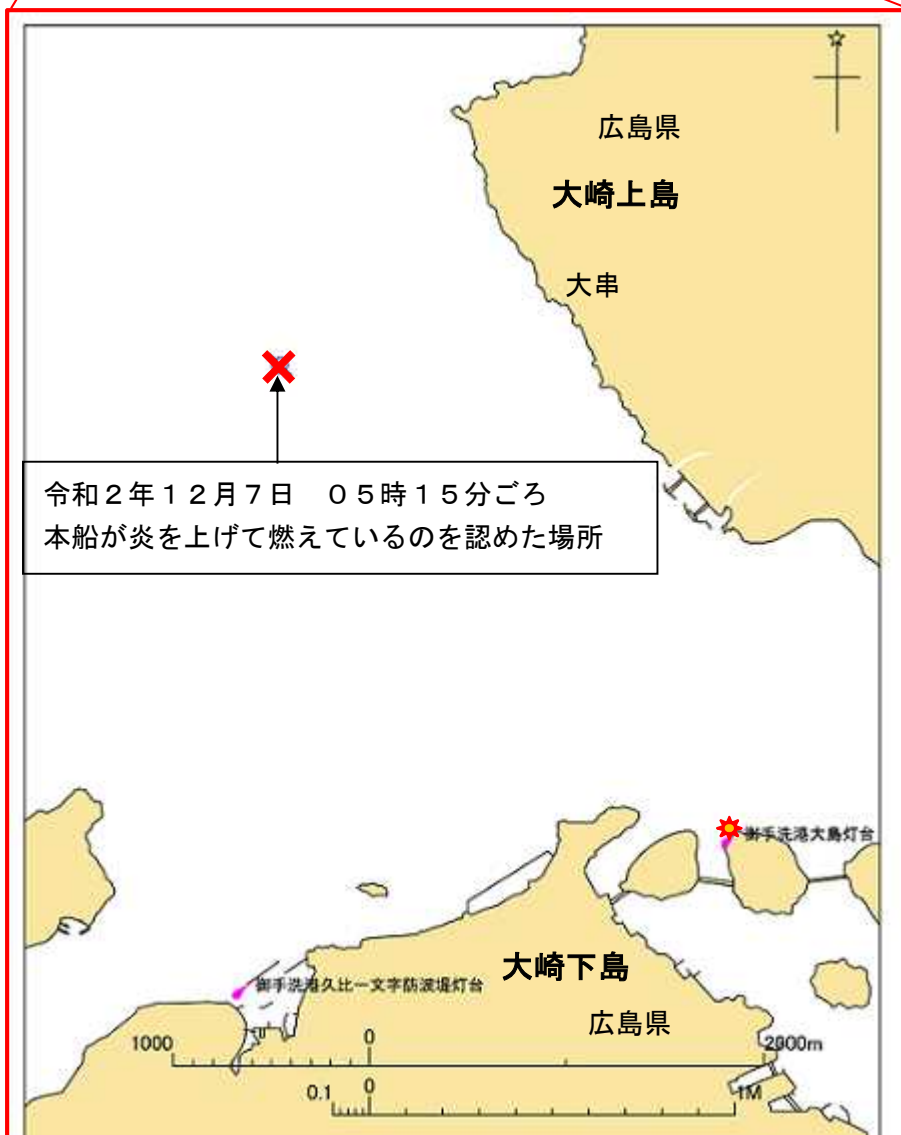 広島県
大崎上島
大串
令和２年１２月７日　０５時１５分ごろ
本船が炎を上げて燃えているのを認めた場所
御手洗港大島灯台
大崎下島
御手洗港久比一文字防波堤灯台
広島県
1000 0 2000m
0.1 0 1M